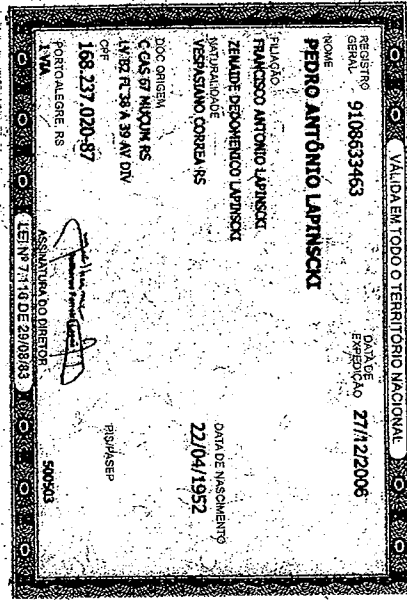 VÁLIDA EM TODO O TERRITÓRIO NACIONAL
REGISTRO GERAL 9108633463
DATA DE EXPEDIÇÃO 27/12/2006
NOME
PEDRO ANTÔNIO LAPINSCKI
FILIAÇÃO
FRANCISCO ANTONIO LAPINSCKI
ZENAIDE DEDOMENICO LAPINSCKI
NATURALIDADE
VESPASIANO CORREA RS
DATA DE NASCIMENTO
22/04/1952
DOC ORIGEM
C CAS 57 MUCUM RS
LV B2 FL 38 A 39 AV DIV
CPF
168.237.020-87
PIS/PASEP
PORTO ALEGRE, RS
1 VIA
500503
ASSINATURA DO DIRETOR
LEI Nº 7.116 DE 29/08/83